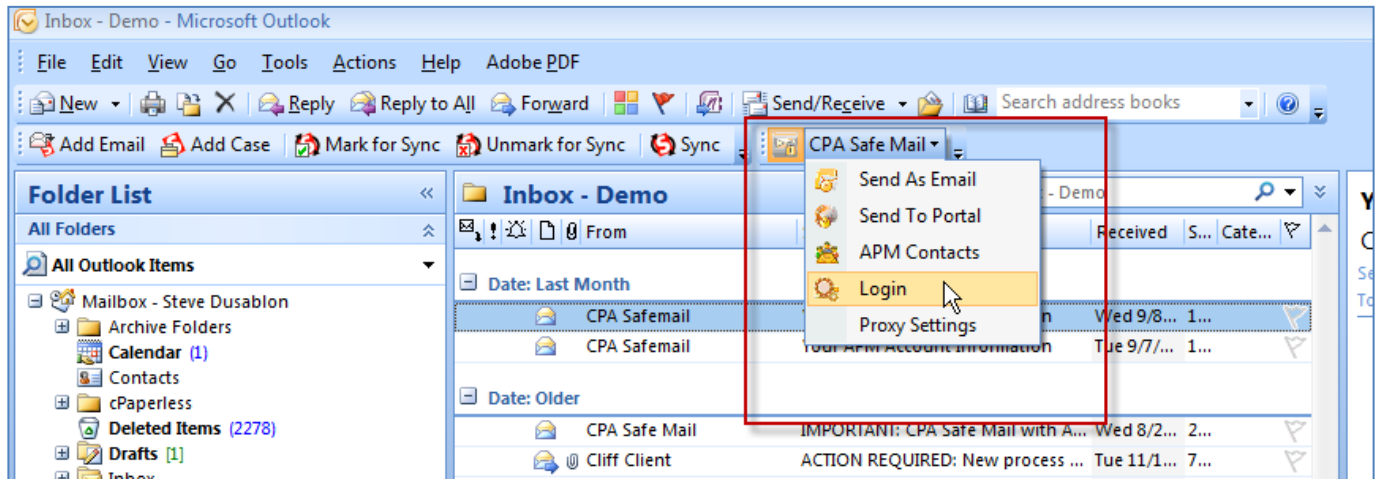 Inbox - Demo - Microsoft Outlook
File Edit View Go Tools Actions Help Adobe PDF
New Reply Reply to All Forward Send/Receive Search address books
Add Email Add Case Mark for Sync Unmark for Sync Sync CPA Safe Mail
Folder List
All Folders
All Outlook Items
Mailbox - Steve Dusablon
Archive Folders
Calendar (1)
Contacts
cPaperless
Deleted Items (2278)
Drafts [1]
Inbox
Inbox - Demo - Demo
From Received S... Cate...
Send As Email
Send To Portal
APM Contacts
Login
Proxy Settings
Date: Last Month
CPA Safemail Wed 9/8... 1...
CPA Safemail Your APM Account Information Tue 9/7/... 1...
Date: Older
CPA Safe Mail IMPORTANT: CPA Safe Mail with A... Wed 8/2... 2...
Cliff Client ACTION REQUIRED: New process ... Tue 11/1... 7...